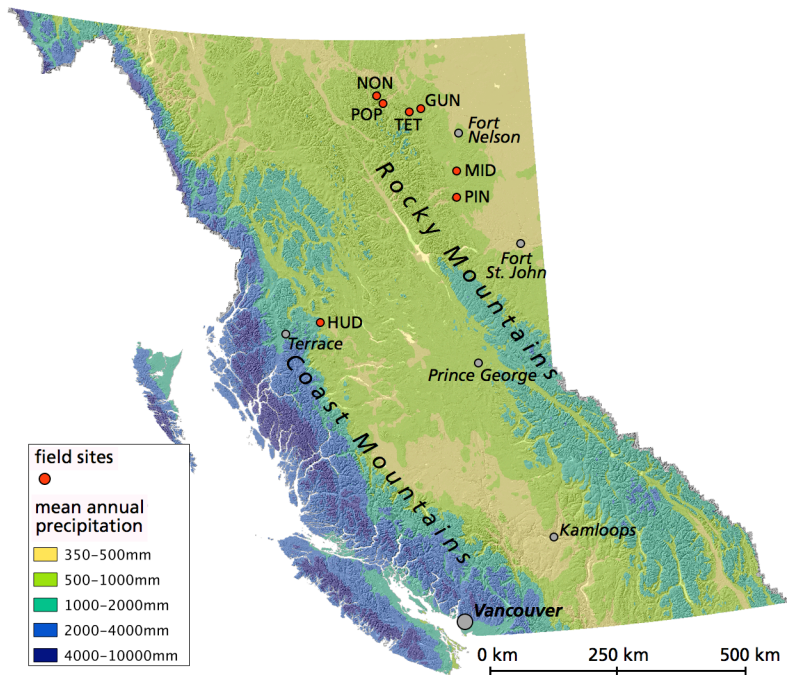 NON
GUN
POP
TET
Fort
Nelson
MID
PIN
Rocky Mountains
Fort
St. John
HUD
Terrace
Prince George
Coast Mountains
field sites
mean annual
precipitation
350–500mm
500–1000mm
1000–2000mm
2000–4000mm
4000–10000mm
Kamloops
Vancouver
0 km 250 km 500 km